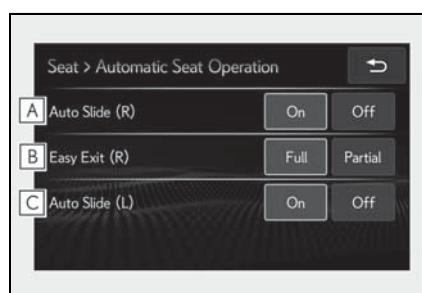 Seat > Automatic Seat Operation
A Auto Slide (R) On Off
B Easy Exit (R) Full Partial
C Auto Slide (L) On Off